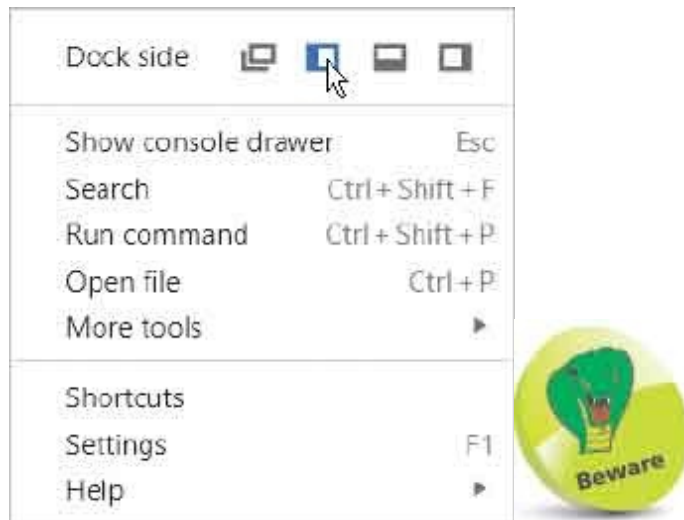 Dock side
Show console drawer Esc
Search Ctrl + Shift + F
Run command Ctrl + Shift + P
Open file Ctrl + P
More tools
Shortcuts
Settings F1
Help
Beware